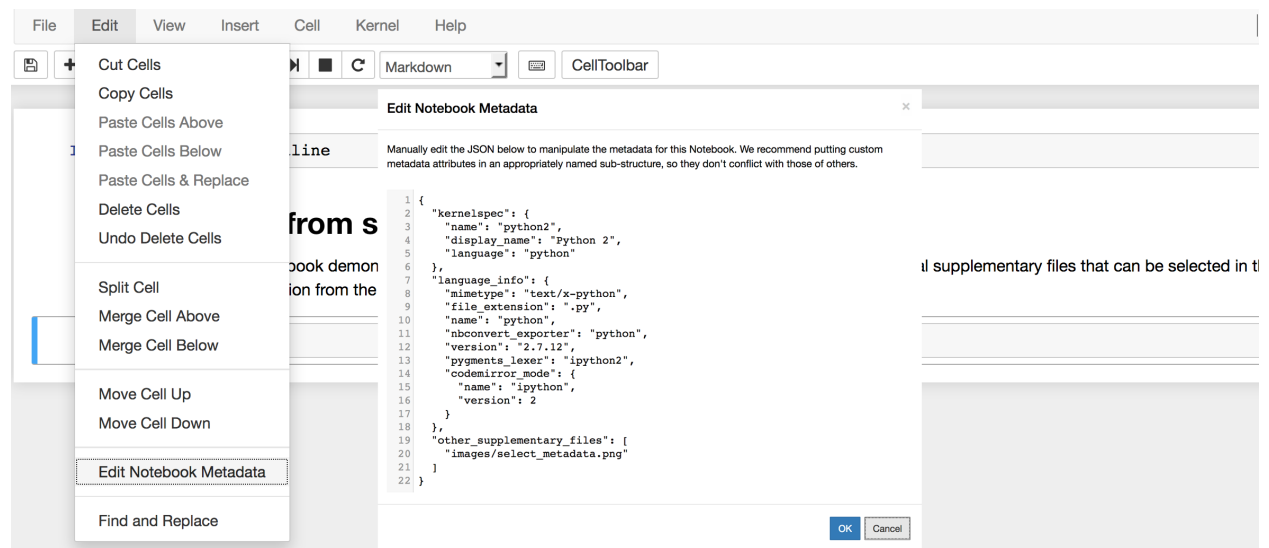 File Edit View Insert Cell Kernel Help
Markdown CellToolbar
Cut Cells
Copy Cells
Paste Cells Above
Paste Cells Below
Paste Cells & Replace
Delete Cells
Undo Delete Cells
Split Cell
Merge Cell Above
Merge Cell Below
Move Cell Up
Move Cell Down
Edit Notebook Metadata
Find and Replace
line
from s
book demon
ion from the
Edit Notebook Metadata
×
Manually edit the JSON below to manipulate the metadata for this Notebook. We recommend putting custom
metadata attributes in an appropriately named sub-structure, so they don't conflict with those of others.
1 {
2 "kernelspec": {
3 "name": "python2",
4 "display_name": "Python 2",
5 "language": "python"
6 },
7 "language_info": {
8 "mimetype": "text/x-python",
9 "file_extension": ".py",
10 "name": "python",
11 "nbconvert_exporter": "python",
12 "version": "2.7.12",
13 "pygments_lexer": "ipython2",
14 "codemirror_mode": {
15 "name": "ipython",
16 "version": 2
17 }
18 },
19 "other_supplementary_files": [
20 "images/select_metadata.png"
21 ]
22 }
OK Cancel
al supplementary files that can be selected in t